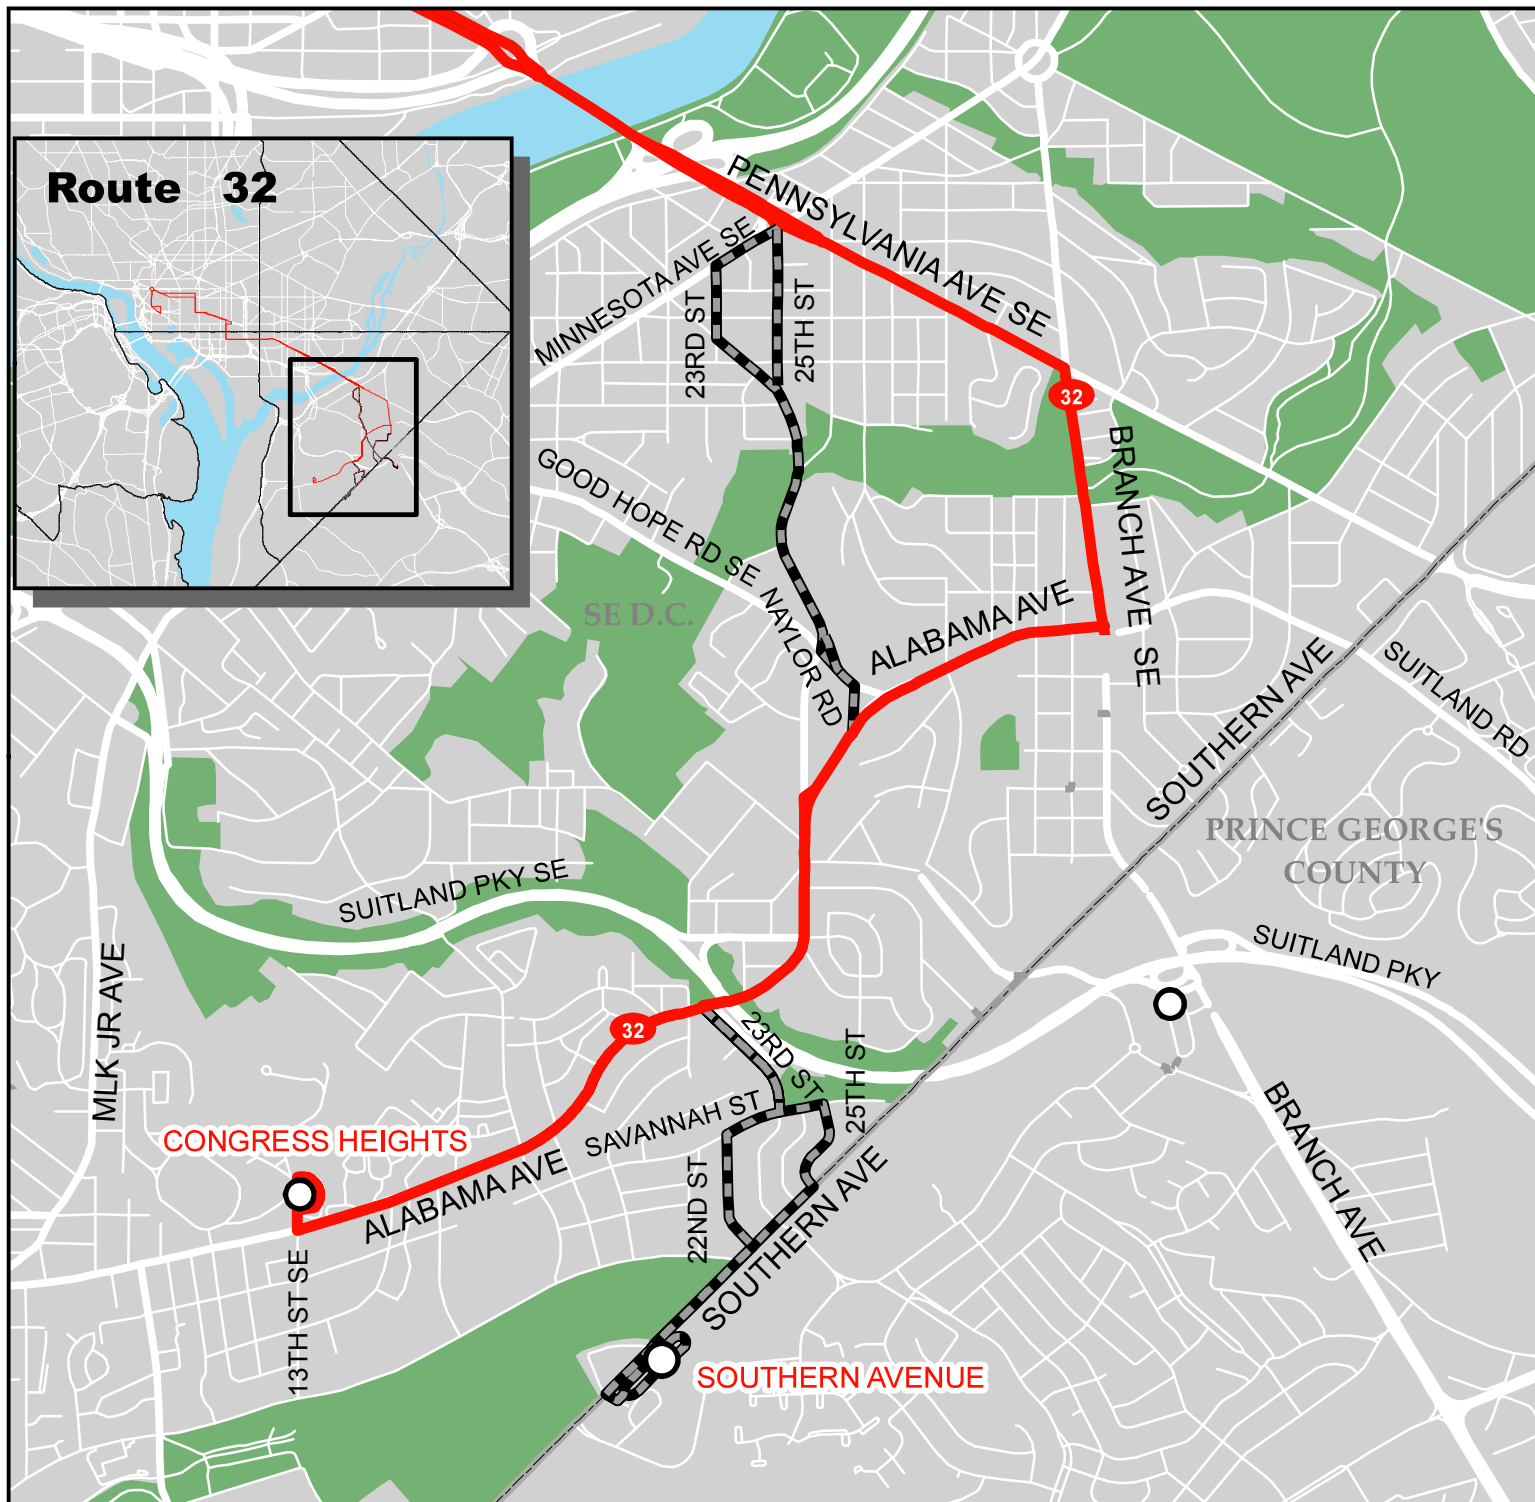 Route 32
PENNSYLVANIA AVE SE
MINNESOTA AVE SE
23RD ST
25TH ST
32
BRANCH AVE SE
GOOD HOPE RD SE
NAYLOR RD
SE D.C.
ALABAMA AVE
SOUTHERN AVE
SUITLAND RD
PRINCE GEORGE'S
COUNTY
SUITLAND PKY SE
SUITLAND PKY
MLK JR AVE
32
23RD ST
25TH ST
SAVANNAH ST
BRANCH AVE
CONGRESS HEIGHTS
ALABAMA AVE
22ND ST
SOUTHERN AVE
13TH ST SE
SOUTHERN AVENUE